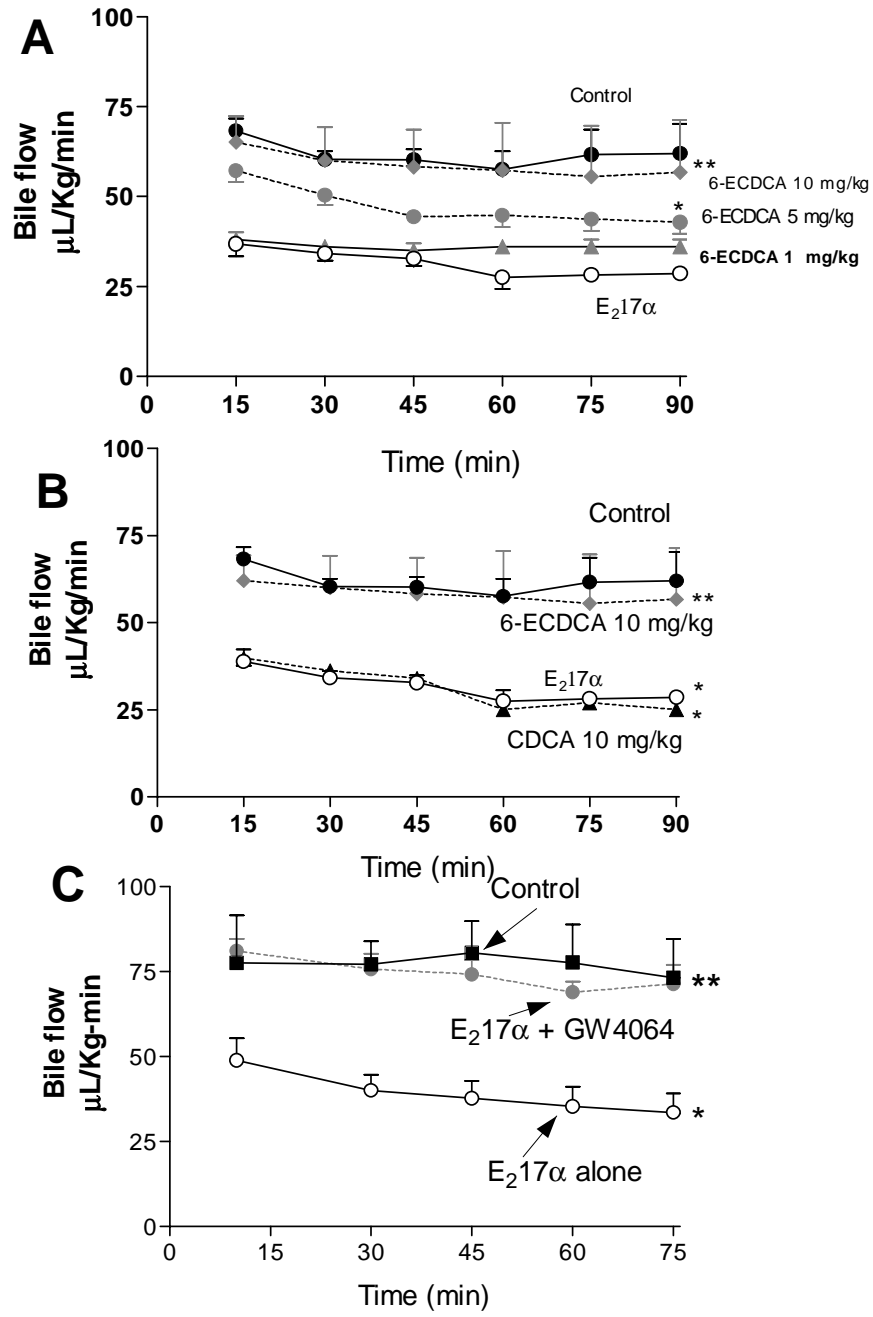 A
100
75
50
25
0
Bile flow
μL/Kg/min
Control
**
6-ECDCA 10 mg/kg
*
6-ECDCA 5 mg/kg
6-ECDCA 1 mg/kg
E₂17α
0 15 30 45 60 75 90
Time (min)
B
100
75
50
25
0
Bile flow
μL/Kg/min
Control
**
6-ECDCA 10 mg/kg
E₂17α
*
*
CDCA 10 mg/kg
0 15 30 45 60 75 90
Time (min)
C
100
75
50
25
0
Bile flow
μL/Kg-min
Control
**
E₂17α + GW4064
*
E₂17α alone
0 15 30 45 60 75
Time (min)